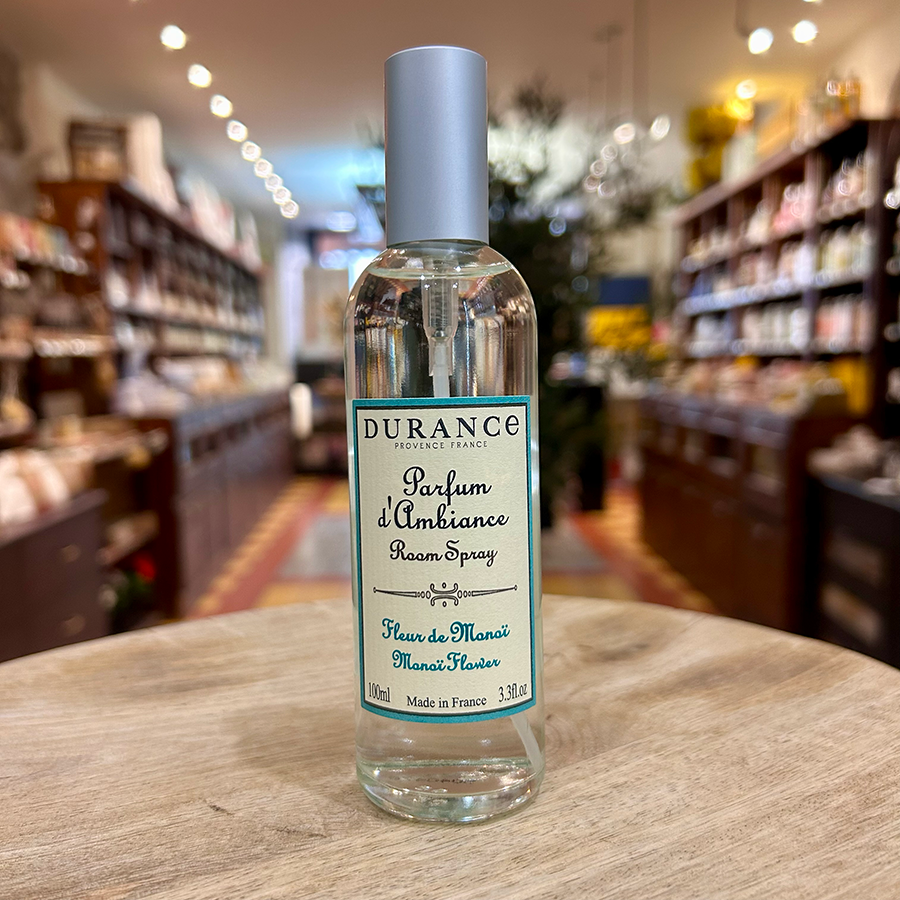 DURANCE
PROVENCE FRANCE
Parfum
d'Ambiance
Room Spray
Fleur de Monoï
Monoï Flower
100ml Made in France 3.3fl.oz